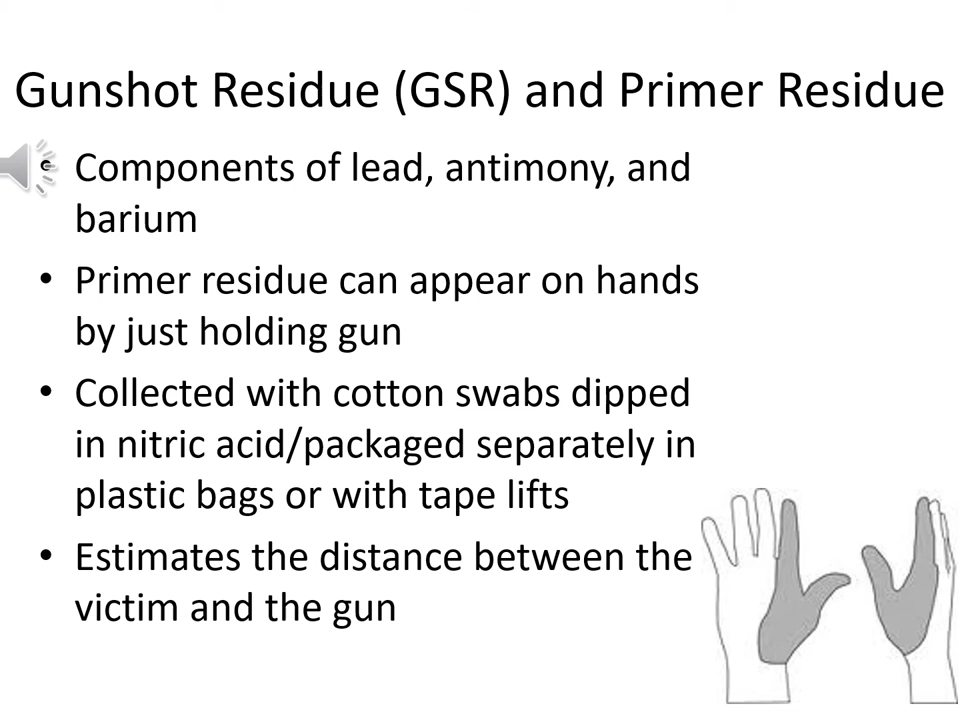 Gunshot Residue (GSR) and Primer Residue
• Components of lead, antimony, and
barium
• Primer residue can appear on hands
by just holding gun
• Collected with cotton swabs dipped
in nitric acid/packaged separately in
plastic bags or with tape lifts
• Estimates the distance between the
victim and the gun